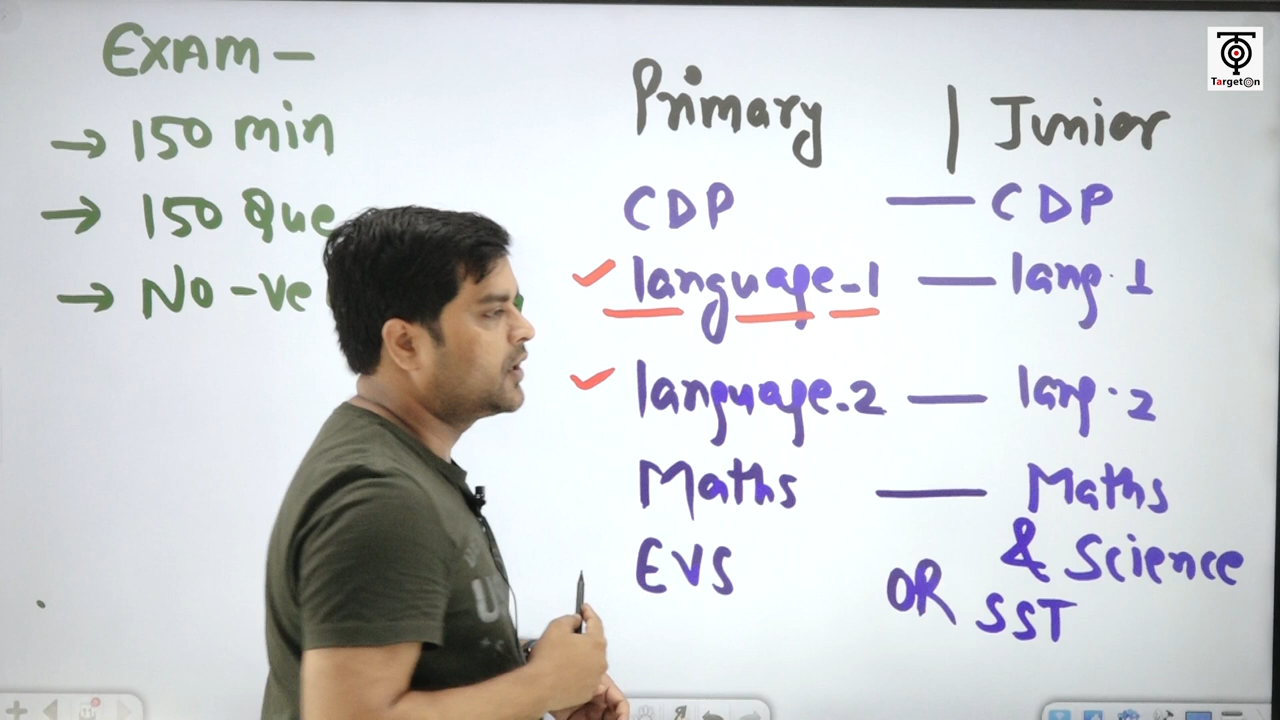 EXAM -
→ 150 min
→ 150 Que
→ No -ve
Primary | Junior
CDP — CDP
language-1 — lang. 1
language-2 — lang. 2
Maths — Maths
& Science
EVS
OR SST
TargetOn